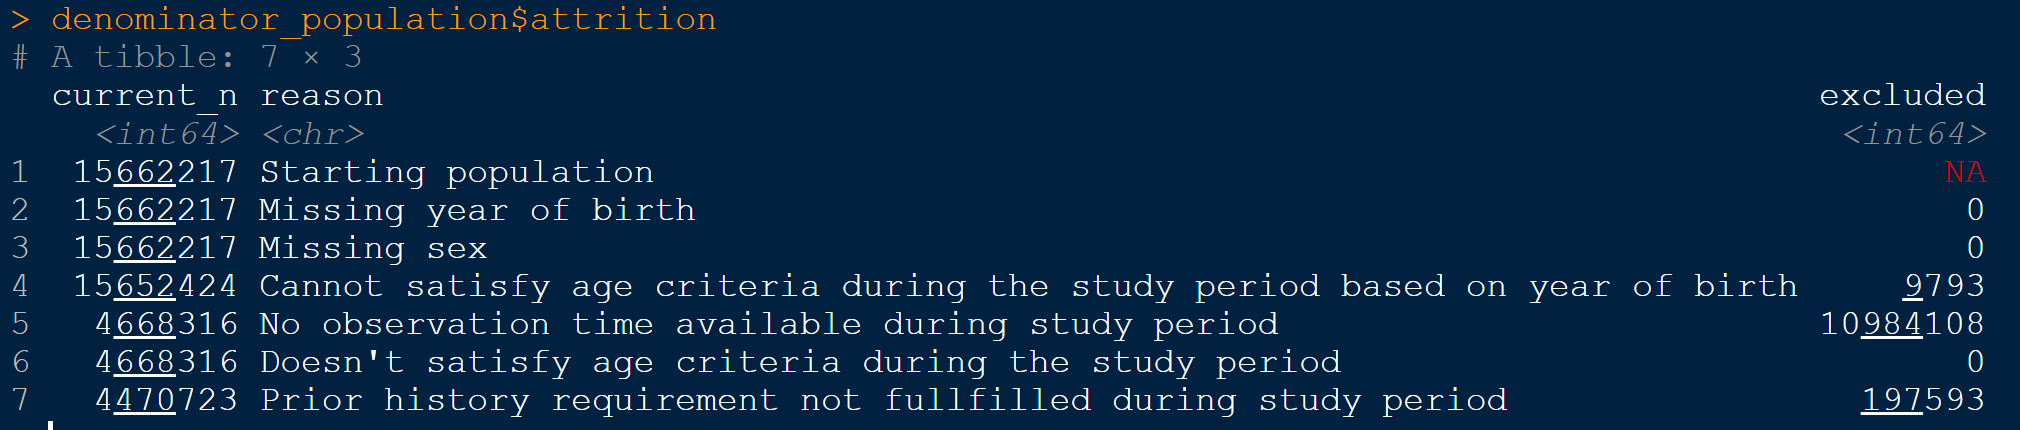 > denominator_population$attrition
# A tibble: 7 × 3
current_n reason excluded
<int64> <chr> <int64>
1 15662217 Starting population NA
2 15662217 Missing year of birth 0
3 15662217 Missing sex 0
4 15652424 Cannot satisfy age criteria during the study period based on year of birth 9793
5 4668316 No observation time available during study period 10984108
6 4668316 Doesn't satisfy age criteria during the study period 0
7 4470723 Prior history requirement not fullfilled during study period 197593